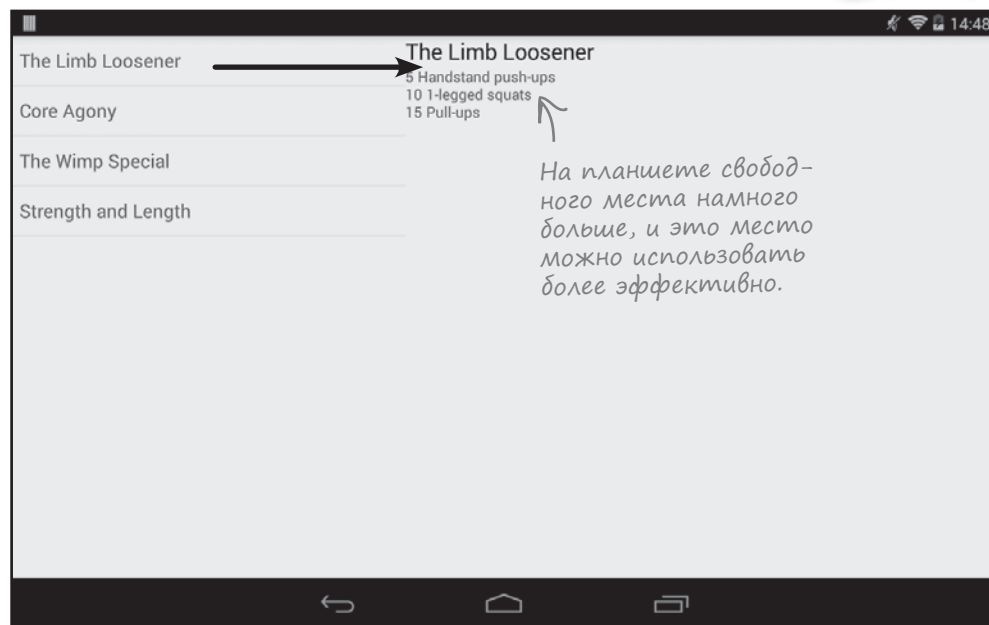 14:48
The Limb Loosener
Core Agony
The Wimp Special
Strength and Length
The Limb Loosener
5 Handstand push-ups
10 1-legged squats
15 Pull-ups
На планшете свобод-
ного места намного
больше, и это место
можно использовать
более эффективно.